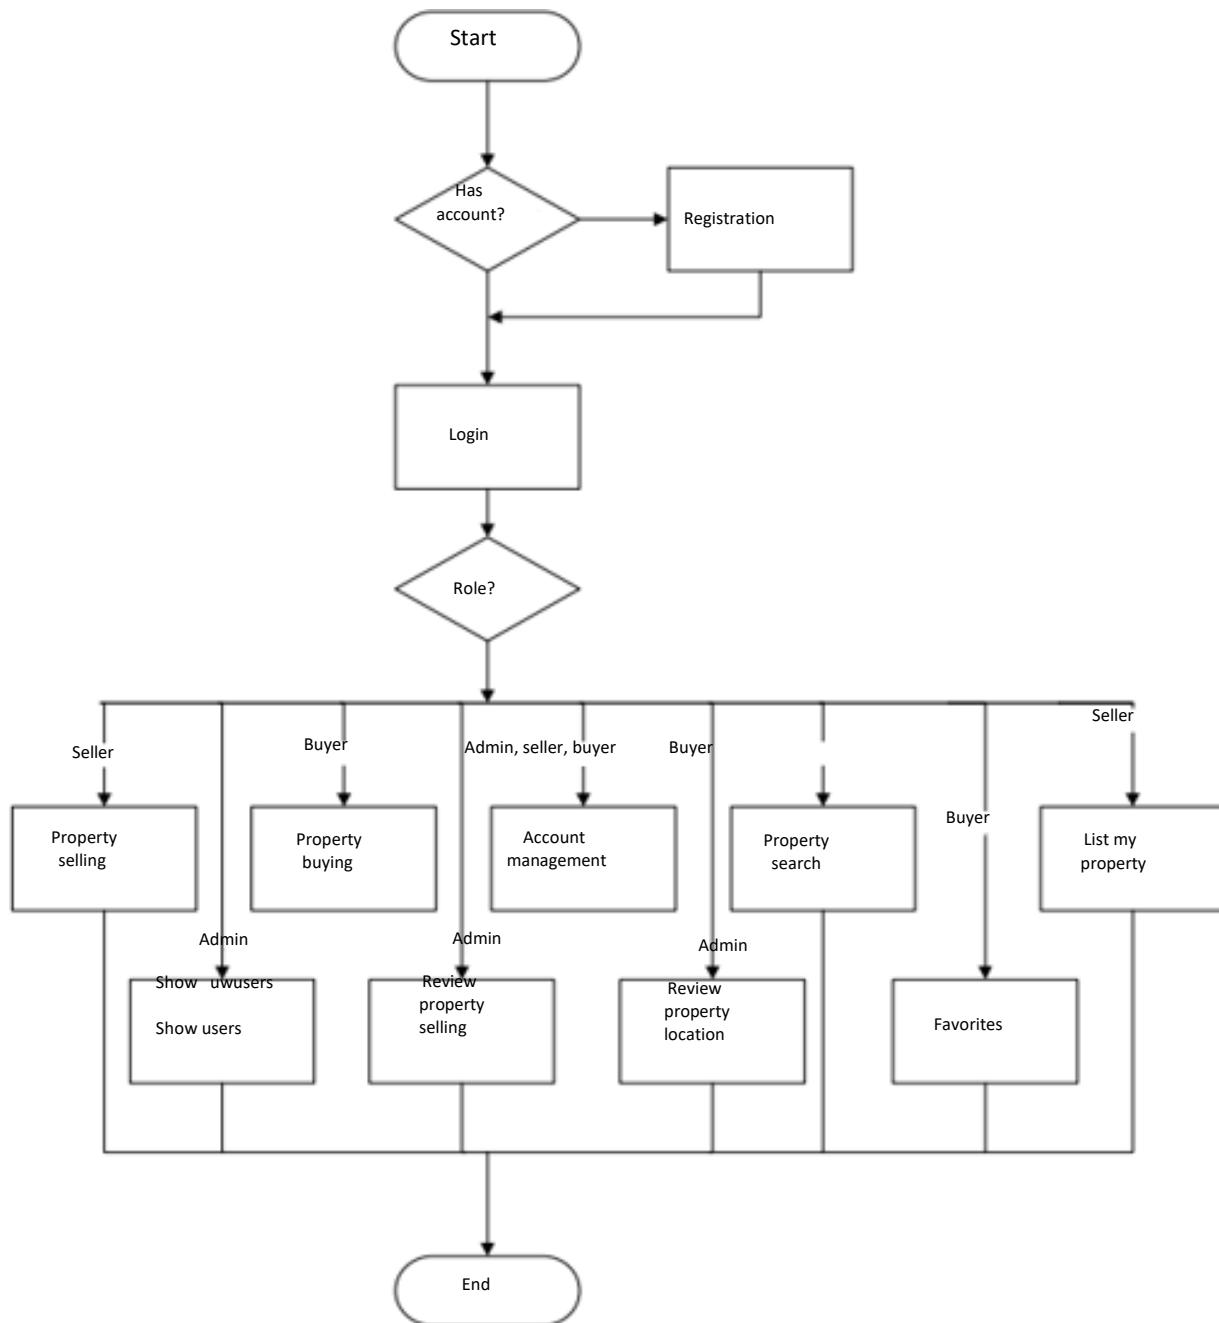 Start
Has
account?
Registration
Login
Role?
Seller
Seller
Buyer
Admin, seller, buyer
Buyer
Buyer
Property
selling
Property
buying
Account
management
Property
search
List my
property
Admin
Admin
Admin
Show uwusers
Show users
Review
property
selling
Review
property
location
Favorites
End